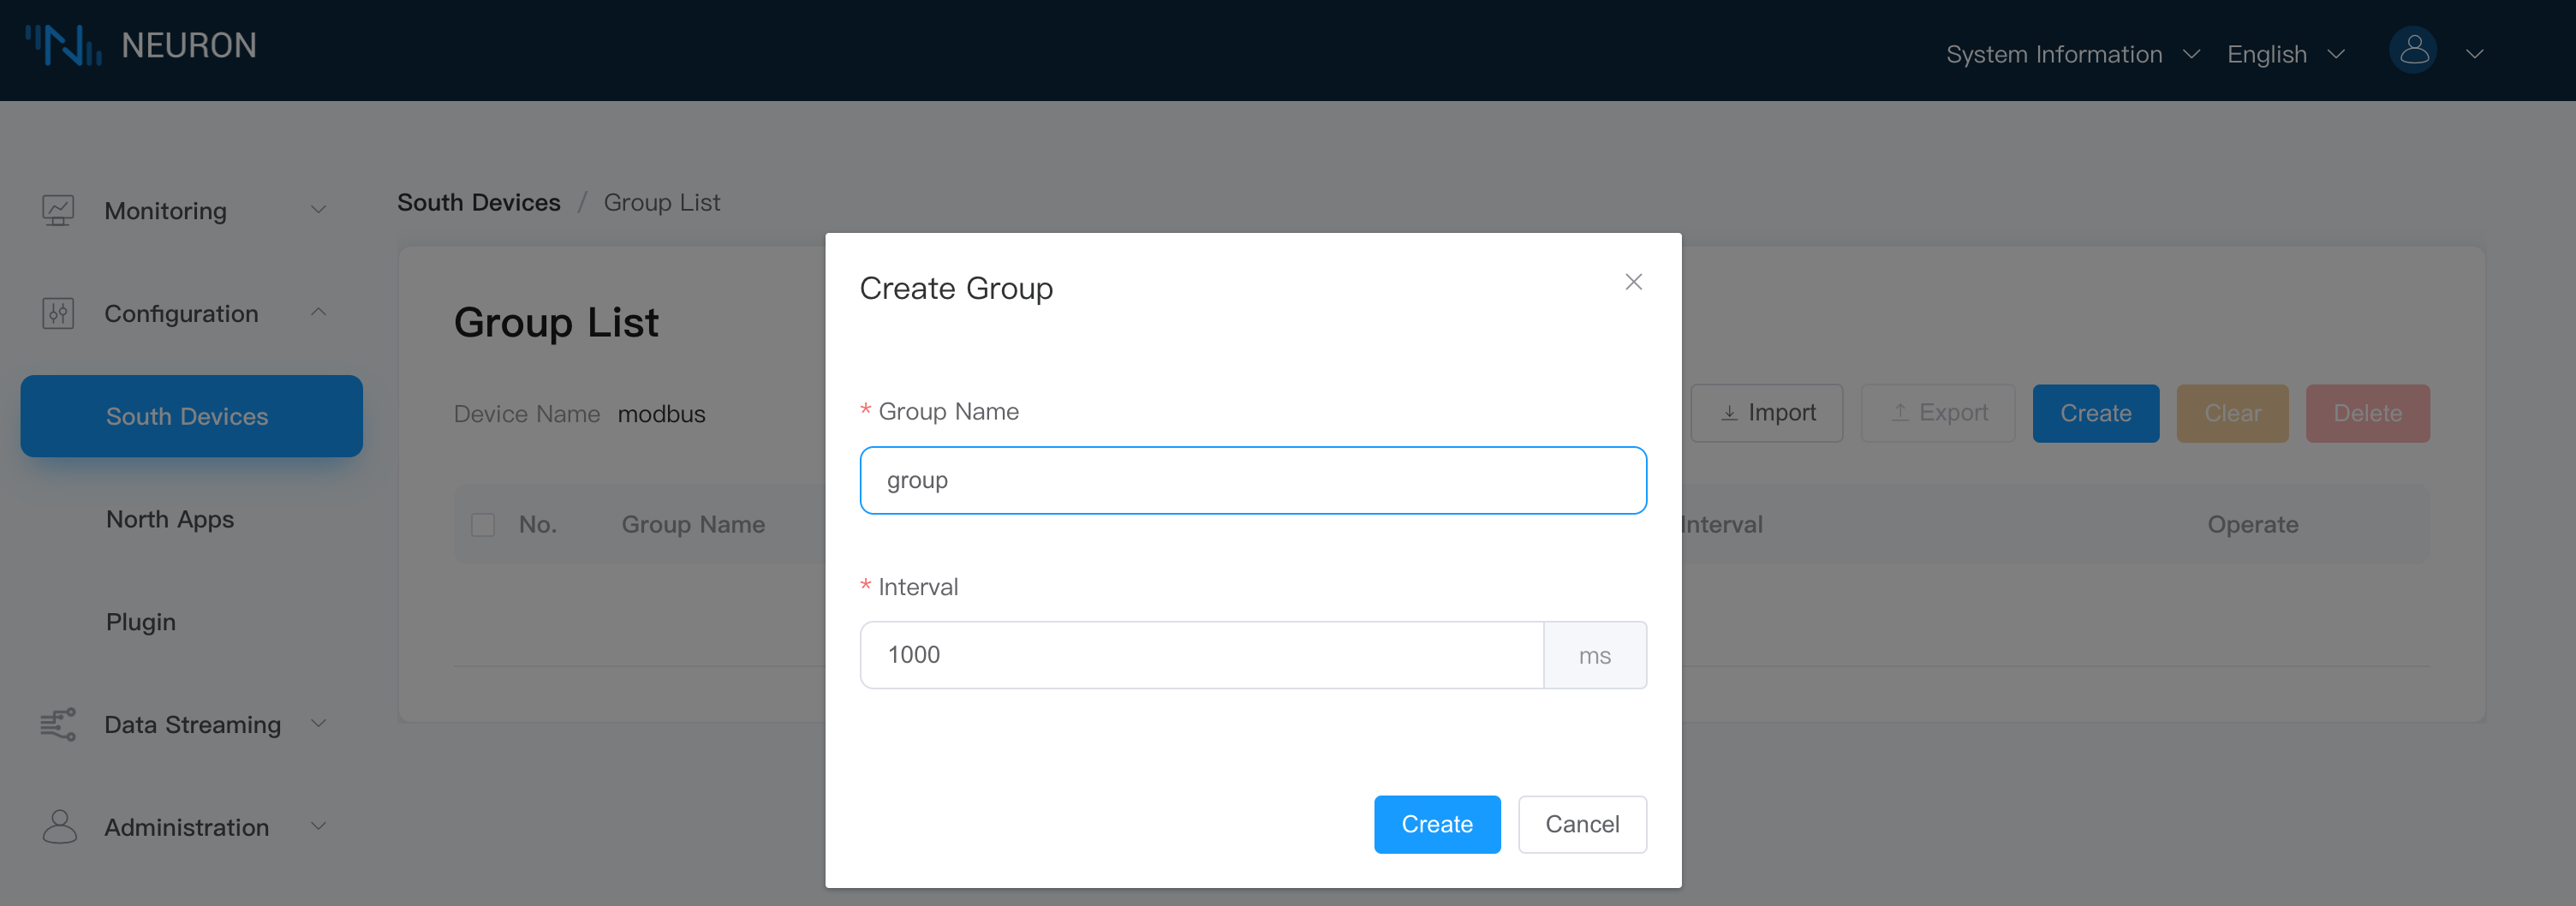 NEURON
System Information
English
Monitoring
Configuration
South Devices
North Apps
Plugin
Data Streaming
Administration
South Devices / Group List
Group List
Device Name modbus
Import
Export
Create
Clear
Delete
No.
Group Name
Interval
Operate
Create Group
* Group Name
group
* Interval
1000
ms
Create
Cancel